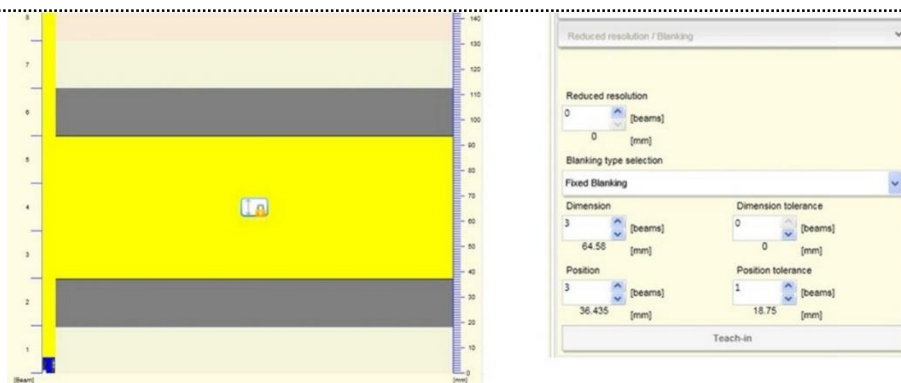 8
7
6
5
4
3
2
1
[Beam]
140
130
120
110
100
90
80
70
60
50
40
30
20
10
0
[mm]
Reduced resolution / Blanking
Reduced resolution
0 [beams]
0 [mm]
Blanking type selection
Fixed Blanking
Dimension Dimension tolerance
3 [beams] 0 [beams]
64.58 [mm] 0 [mm]
Position Position tolerance
3 [beams] 1 [beams]
36.435 [mm] 18.75 [mm]
Teach-in